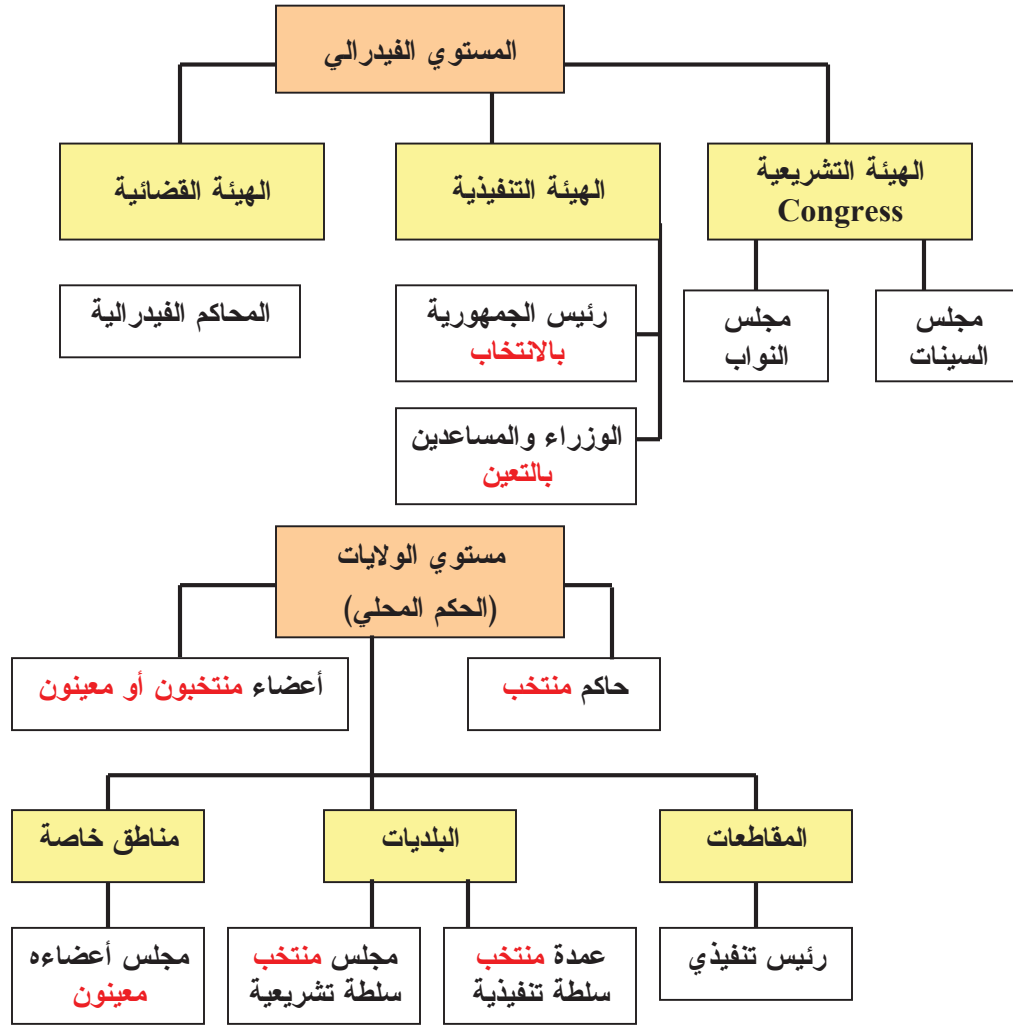 المستوي الفيدرالي
الهيئة التشريعية
Congress
الهيئة التنفيذية
الهيئة القضائية
مجلس
السينات
مجلس
النواب
رئيس الجمهورية
بالانتخاب
الوزراء والمساعدين
بالتعين
المحاكم الفيدرالية
مستوي الولايات
(الحكم المحلي)
حاكم منتخب
أعضاء منتخبون أو معينون
المقاطعات
البلديات
مناطق خاصة
رئيس تنفيذي
عمدة منتخب
سلطة تنفيذية
مجلس منتخب
سلطة تشريعية
مجلس أعضاءه
معينون